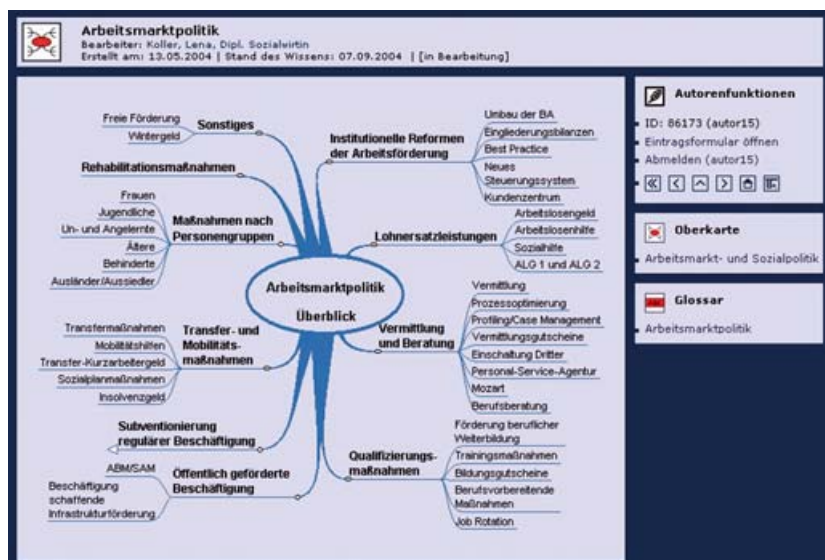 Arbeitsmarktpolitik
Bearbeiter: Koller, Lena, Dipl. Sozialwirtin
Erstellt am: 13.05.2004 | Stand des Wissens: 07.09.2004 | [in Bearbeitung]
Freie Förderung
Wintergeld
Sonstiges
Rehabilitationsmaßnahmen
Frauen
Jugendliche
Un- und Angelernte
Ältere
Behinderte
Ausländer/Aussiedler
Maßnahmen nach
Personengruppen
Transfermaßnahmen
Mobilitätshilfen
Transfer-Kurzarbeitergeld
Sozialplanmaßnahmen
Insolvenzgeld
Transfer- und
Mobilitäts-
maßnahmen
Subventionierung
regulärer Beschäftigung
ABM/SAM
Beschäftigung
schaffende
Infrastrukturförderung
Öffentlich geförderte
Beschäftigung
Arbeitsmarktpolitik
Überblick
Institutionelle Reformen
der Arbeitsförderung
Umbau der BA
Eingliederungsbilanzen
Best Practice
Neues
Steuerungssystem
Kundenzentrum
Lohnersatzleistungen
Arbeitslosengeld
Arbeitslosenhilfe
Sozialhilfe
ALG 1 und ALG 2
Vermittlung
und Beratung
Vermittlung
Prozessoptimierung
Profiling/Case Management
Vermittlungsgutscheine
Einschaltung Dritter
Personal-Service-Agentur
Mozart
Berufsberatung
Qualifizierungs-
maßnahmen
Förderung beruflicher
Weiterbildung
Trainingsmaßnahmen
Bildungsgutscheine
Berufsvorbereitende
Maßnahmen
Job Rotation
Autorenfunktionen
ID: 86173 (autor15)
Eintragsformular öffnen
Abmelden (autor15)
Oberkarte
Arbeitsmarkt- und Sozialpolitik
Glossar
Arbeitsmarktpolitik